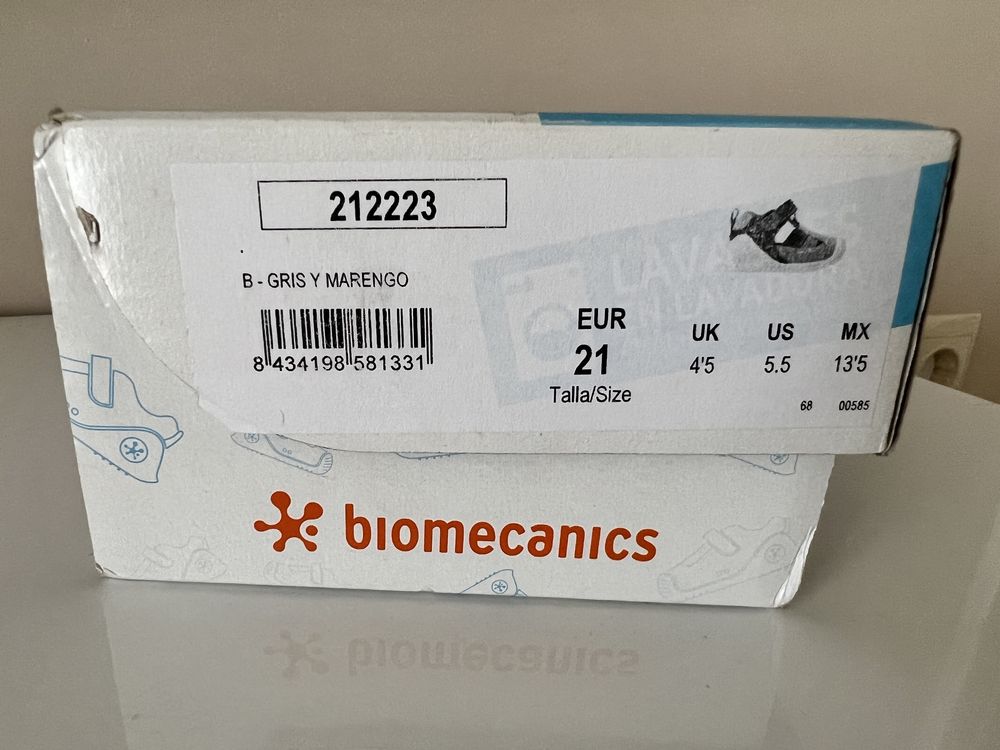 212223
B - GRIS Y MARENGO
8 434198 581331
EUR
21
Talla/Size
UK
4'5
US
5.5
MX
13'5
68 00585
biomecanics